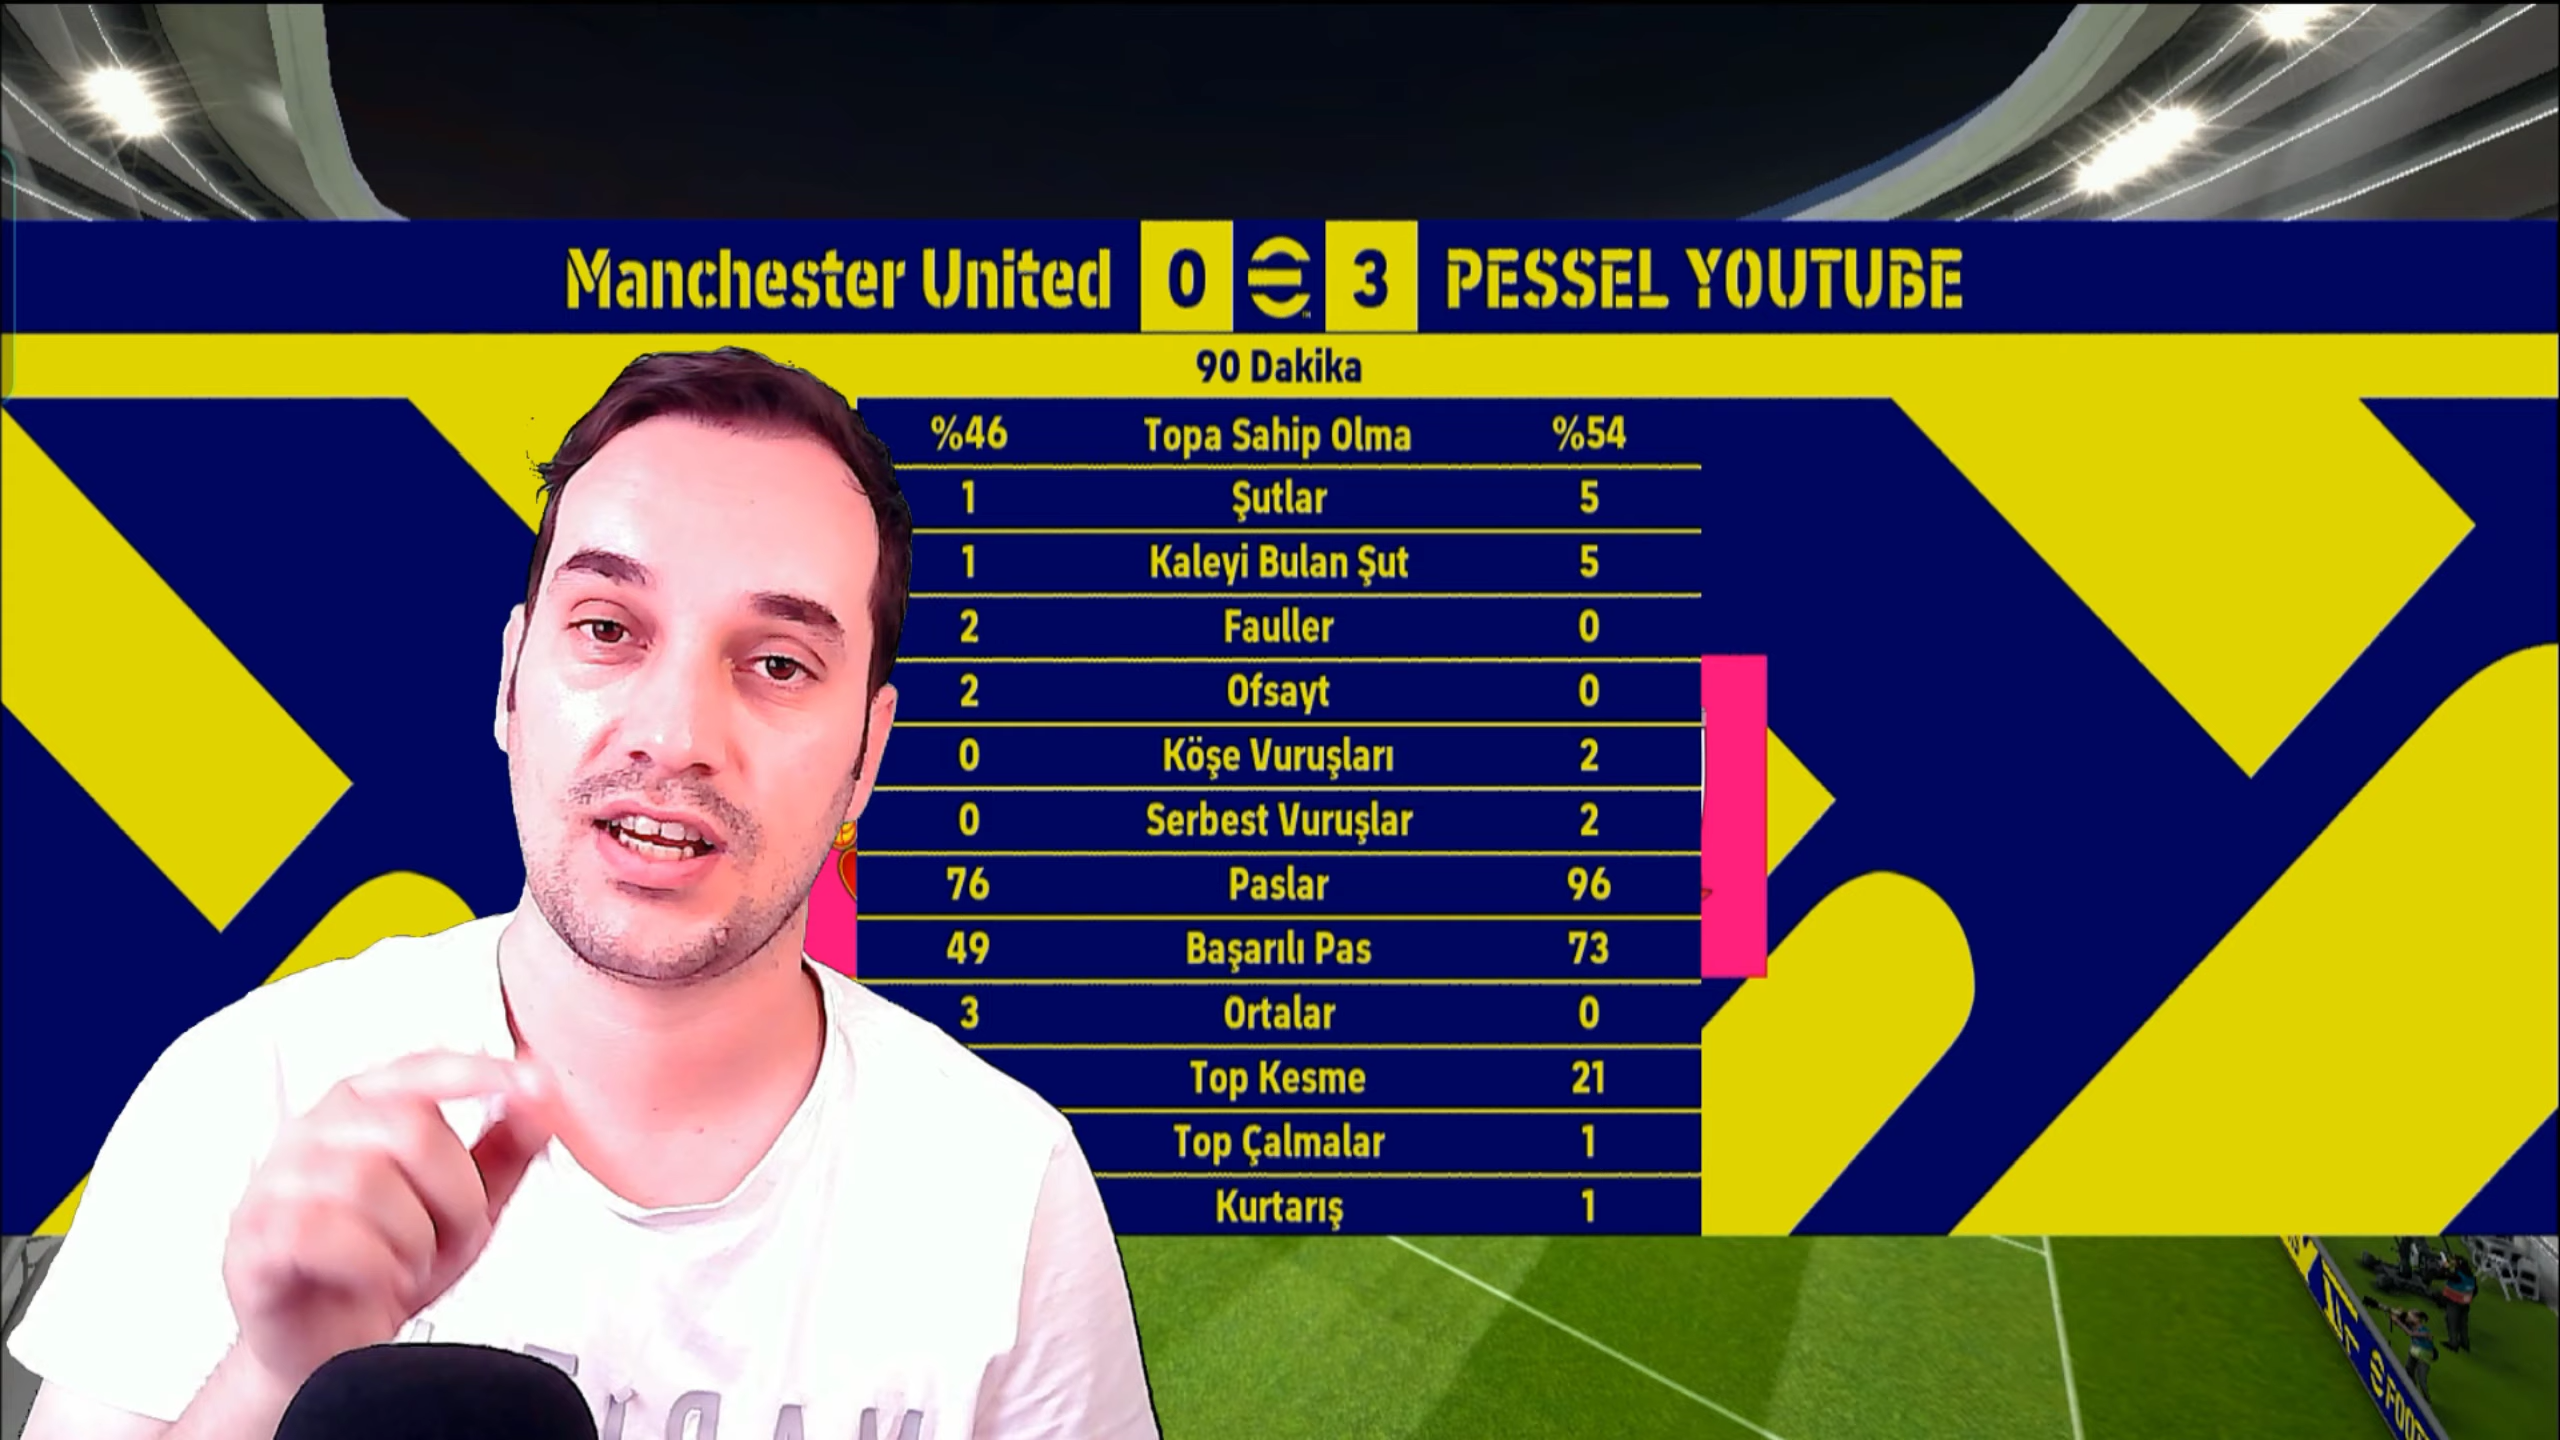 Manchester United 0 3 PESSEL YOUTUBE
90 Dakika
%46 Topa Sahip Olma %54
1 Şutlar 5
1 Kaleyi Bulan Şut 5
2 Fauller 0
2 Ofsayt 0
0 Köşe Vuruşları 2
0 Serbest Vuruşlar 2
76 Paslar 96
49 Başarılı Pas 73
3 Ortalar 0
Top Kesme 21
Top Çalmalar 1
Kurtarış 1